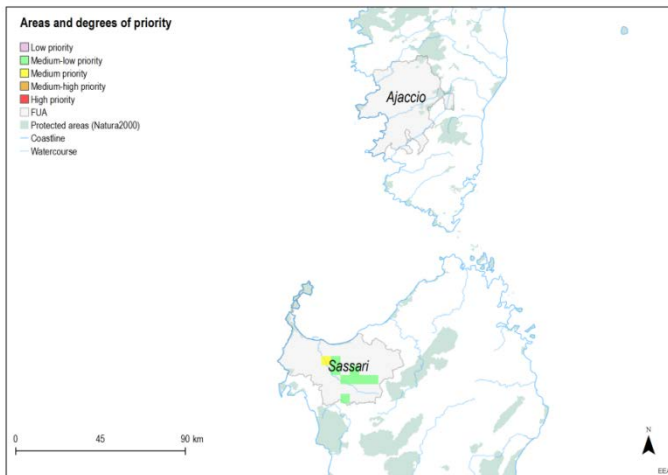 Areas and degrees of priority
Low priority
Medium-low priority
Medium priority
Medium-high priority
High priority
FUA
Protected areas (Natura2000)
Coastline
Watercourse
Ajaccio
Sassari
0 45 90 km
N